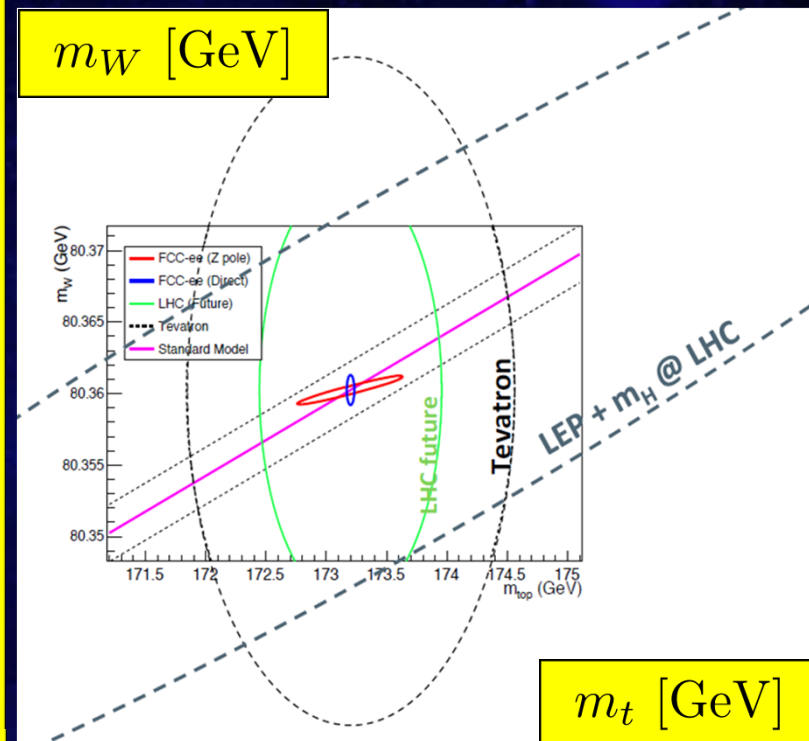 m_W [GeV]
m_W (GeV)
80.37
80.365
80.36
80.355
80.35
FCC-ee (Z pole)
FCC-ee (Direct)
LHC (Future)
Tevatron
Standard Model
LHC future
Tevatron
LEP + m_H @ LHC
171.5 172 172.5 173 173.5 174 174.5 175
m_top (GeV)
m_t [GeV]